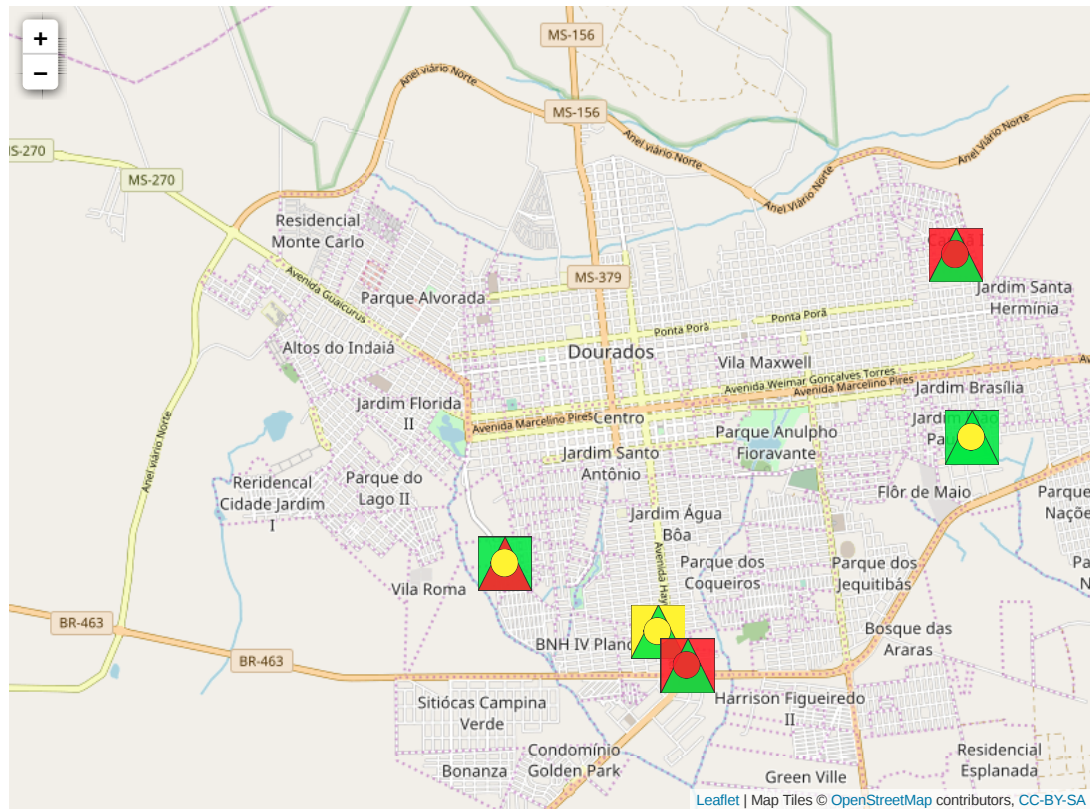 +
−
MS-156
Anel viário Norte
MS-156
Anel viário Norte
Anel viário Norte
S-270
MS-270
Anel Viário Norte
Residencial
Monte Carlo
Avenida Guaicurus
MS-379
Jardim Santa
Hermínia
Parque Alvorada
Ponta Porã
Ponta Porã
Altos do Indaiá
Dourados
Vila Maxwell
Avenida Weimar Gonçalves Torres
Avenida Marcelino Pires
Jardim Brasília
Jardim Florida
II
Avenida Marcelino Pires
Centro
Jardim
Parque Anulpho
Fioravante
Jardim Santo
Antônio
Anel viário Norte
Parque do
Lago II
Reridencal
Cidade Jardim
I
Flôr de Maio
Parque
Naçõe
Jardim Água
Bôa
Avenida Hay
Parque dos
Coqueiros
Parque dos
Jequitibás
Vila Roma
BR-463
BNH IV Plano
Bosque das
Araras
BR-463
Sitiócas Campina
Verde
Harrison Figueiredo
II
Condomínio
Golden Park
Bonanza
Residencial
Esplanada
Green Ville
Leaflet | Map Tiles © OpenStreetMap contributors, CC-BY-SA